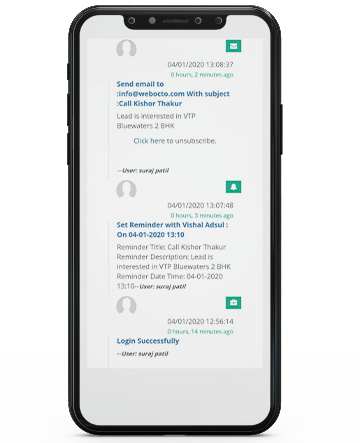 04/01/2020 13:08:37
0 hours, 2 minutes ago
Send email to
:info@webocto.com With subject
:Call Kishor Thakur
Lead is interested in VTP
Bluewaters 2 BHK
Click here to unsubscribe.
--User: suraj patil
04/01/2020 13:07:48
0 hours, 3 minutes ago
Set Reminder with Vishal Adsul :
On 04-01-2020 13:10
Reminder Title: Call Kishor Thakur
Reminder Description: Lead is
interested in VTP Bluewaters 2 BHK
Reminder Date Time: 04-01-2020
13:10--User: suraj patil
04/01/2020 12:56:14
0 hours, 14 minutes ago
Login Successfully
--User: suraj patil